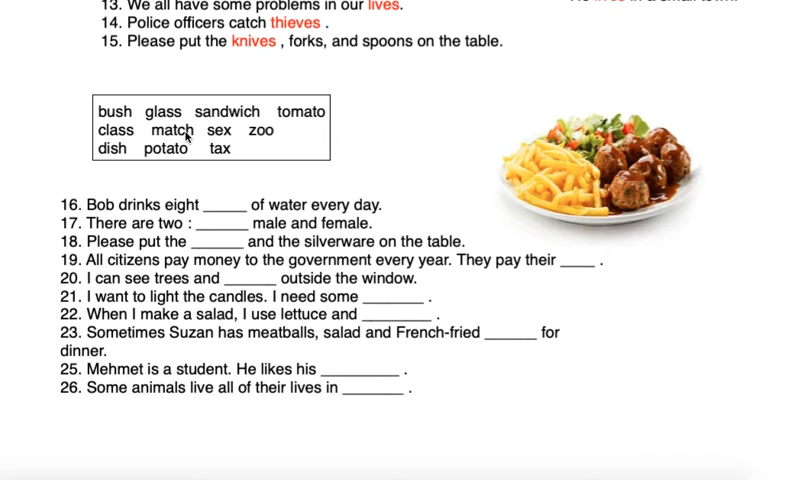 13. We all have some problems in our lives.
14. Police officers catch thieves .
15. Please put the knives , forks, and spoons on the table.
bush glass sandwich tomato
class match sex zoo
dish potato tax
16. Bob drinks eight _____ of water every day.
17. There are two : ______ male and female.
18. Please put the ______ and the silverware on the table.
19. All citizens pay money to the government every year. They pay their ____ .
20. I can see trees and ______ outside the window.
21. I want to light the candles. I need some _______ .
22. When I make a salad, I use lettuce and ________ .
23. Sometimes Suzan has meatballs, salad and French-fried ______ for
dinner.
25. Mehmet is a student. He likes his _________ .
26. Some animals live all of their lives in _______ .